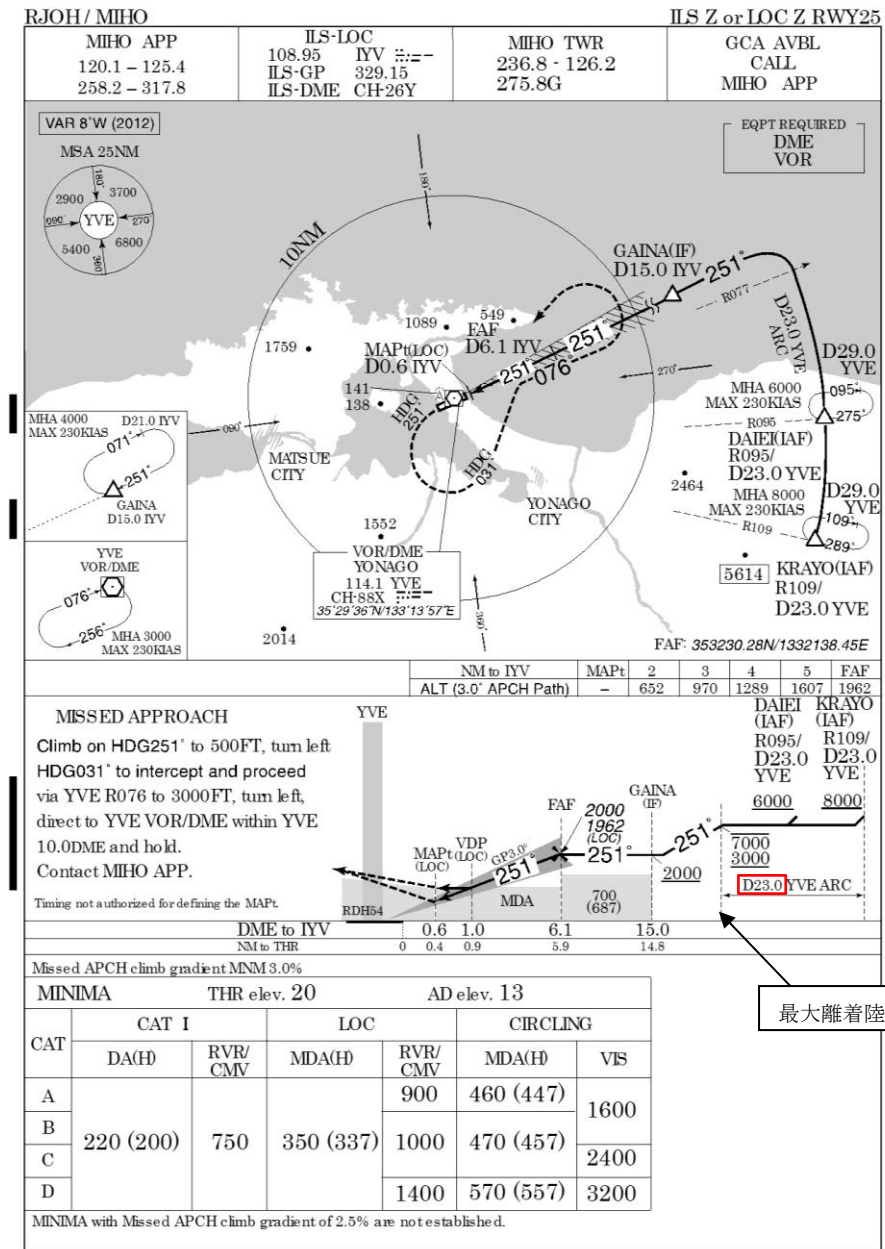 RJOH / MIHO
ILS Z or LOC Z RWY25
MIHO APP
120.1 – 125.4
258.2 – 317.8
ILS-LOC
108.95 IYV
ILS-GP 329.15
ILS-DME CH-26Y
MIHO TWR
236.8 - 126.2
275.8G
GCA AVBL
CALL
MIHO APP
VAR 8°W (2012)
MSA 25NM
180°
2900
3700
090°
YVE
270°
5400
6800
360°
EQPT REQUIRED
DME
VOR
180°
10NM
GAINA(IF)
D15.0 IYV
251°
R077
D23.0 YVE
ARC
549
1089
FAF
D6.1 IYV
251°
1759
MAPt(LOC)
D0.6 IYV
251°
076°
270°
D29.0
YVE
141
138
HDG
251
MHA 6000
MAX 230KIAS
095°
275°
R095
DAIEI(IAF)
R095/
D23.0 YVE
MHA 4000
MAX 230KIAS
D21.0 IYV
071°
251°
GAINA
D15.0 IYV
090°
MATSUE
CITY
HDG
031
YONAGO
CITY
2464
MHA 8000
MAX 230KIAS
D29.0
YVE
109°
289°
R109
1552
VOR/DME
YONAGO
114.1 YVE
CH-88X
35°29'36"N/133°13'57"E
5614
KRAYO(IAF)
R109/
D23.0 YVE
YVE
VOR/DME
076°
256°
MHA 3000
MAX 230KIAS
360°
2014
FAF: 353230.28N/1332138.45E
NM to IYV MAPt 2 3 4 5 FAF
ALT (3.0° APCH Path) – 652 970 1289 1607 1962
MISSED APPROACH
Climb on HDG251° to 500FT, turn left
HDG031° to intercept and proceed
via YVE R076 to 3000FT, turn left,
direct to YVE VOR/DME within YVE
10.0DME and hold.
Contact MIHO APP.
Timing not authorized for defining the MAPt.
YVE
DAIEI
(IAF)
R095/
D23.0
YVE
KRAYO
(IAF)
R109/
D23.0
YVE
6000
8000
GAINA
(IF)
FAF
2000
1962
(LOC)
251°
7000
3000
MAPt
(LOC)
VDP
(LOC)
GP3.0°
251°
251°
2000
D23.0 YVE ARC
MDA
700
(687)
RDH54
DME to IYV 0.6 1.0 6.1 15.0
NM to THR 0 0.4 0.9 5.9 14.8
最大離着陸
Missed APCH climb gradient MNM 3.0%
MINIMA THR elev. 20 AD elev. 13
CAT
CAT I LOC CIRCLING
DA(H) RVR/CMV MDA(H) RVR/CMV MDA(H) VIS
A 900 460 (447) 1600
B
220 (200) 750 350 (337) 1000 470 (457)
C 2400
D 1400 570 (557) 3200
MINIMA with Missed APCH climb gradient of 2.5% are not established.